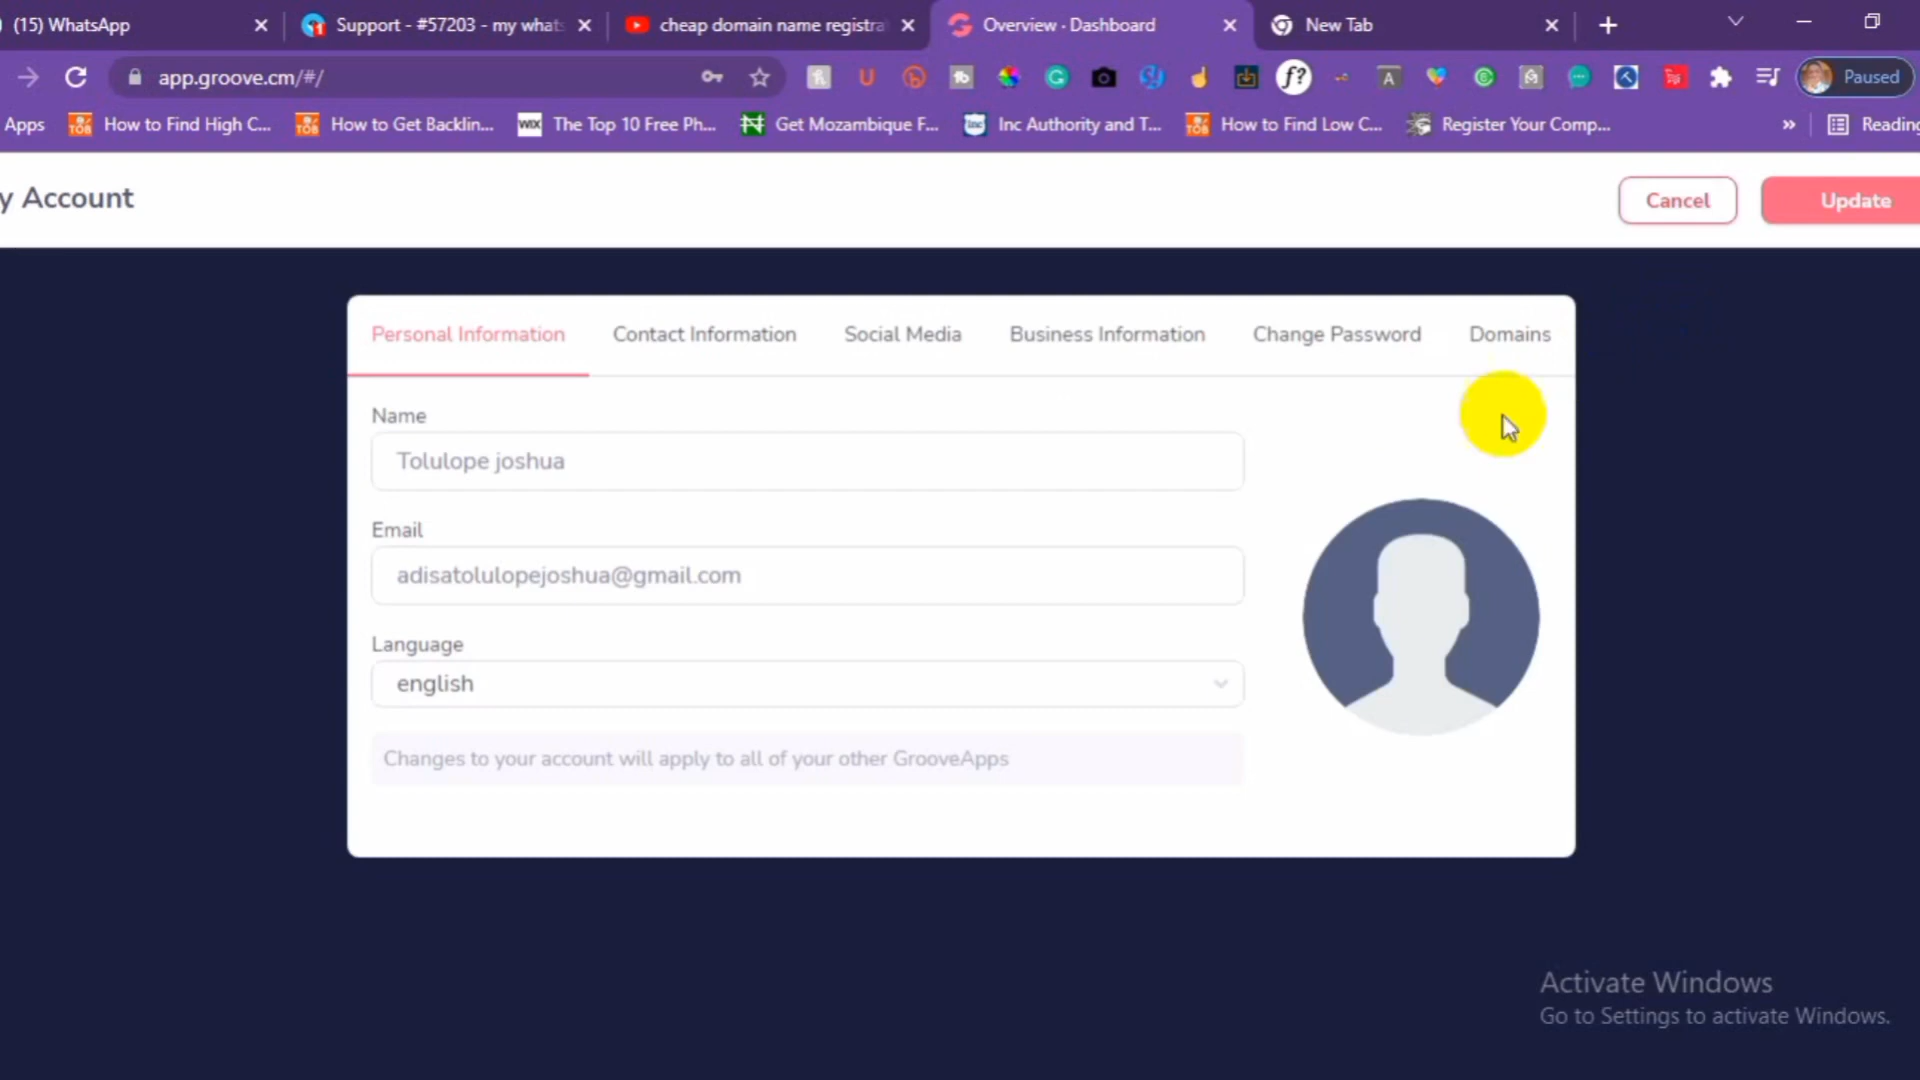 (15) WhatsApp
Support - #57203 - my whats
cheap domain name registra
Overview · Dashboard
New Tab
app.groove.cm/#/
Paused
Apps
How to Find High C...
How to Get Backlin...
The Top 10 Free Ph...
Get Mozambique F...
Inc Authority and T...
How to Find Low C...
Register Your Comp...
»
Reading
y Account
Cancel
Update
Personal Information
Contact Information
Social Media
Business Information
Change Password
Domains
Name
Tolulope joshua
Email
adisatolulopejoshua@gmail.com
Language
english
Changes to your account will apply to all of your other GrooveApps
Activate Windows
Go to Settings to activate Windows.